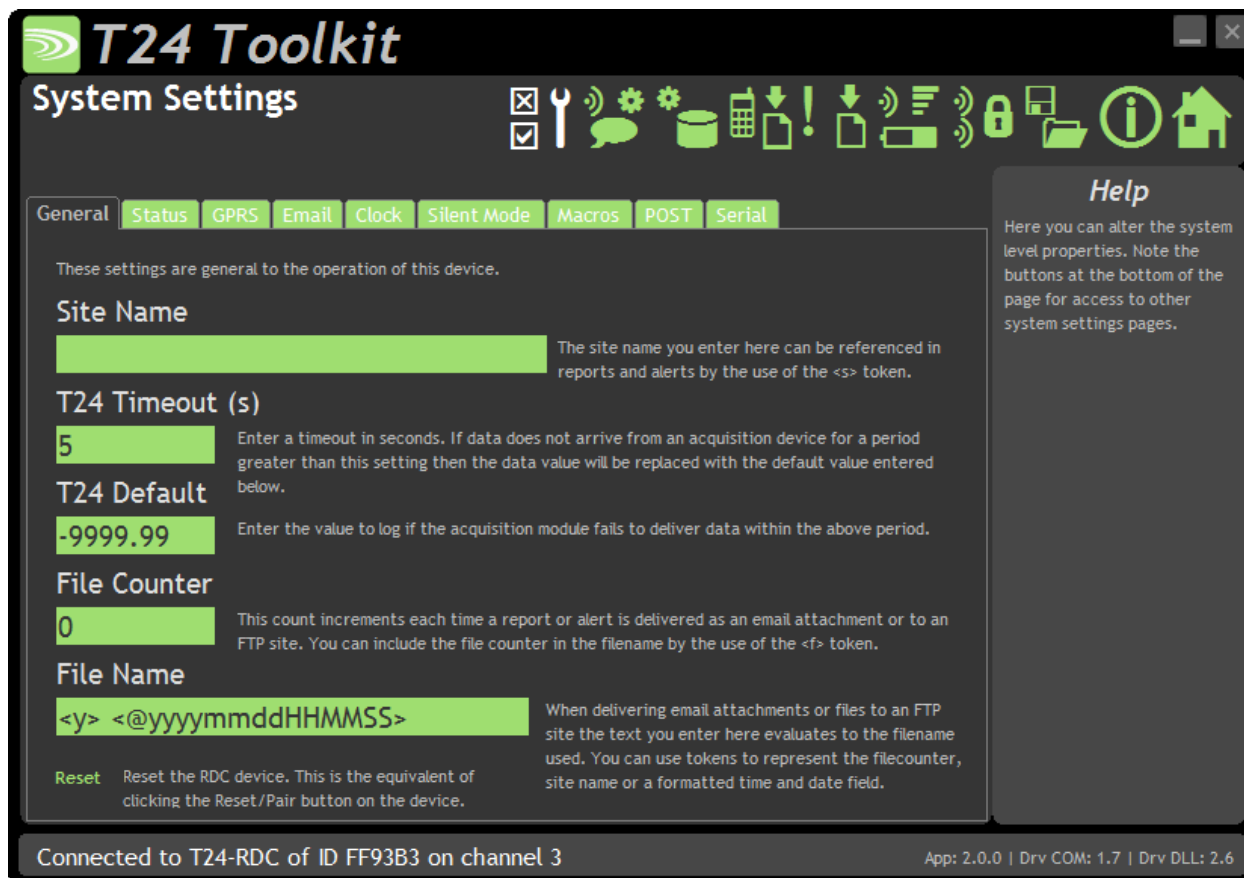 T24 Toolkit
System Settings
General Status GPRS Email Clock Silent Mode Macros POST Serial
These settings are general to the operation of this device.
Site Name
The site name you enter here can be referenced in
reports and alerts by the use of the <s> token.
T24 Timeout (s)
5
Enter a timeout in seconds. If data does not arrive from an acquisition device for a period
greater than this setting then the data value will be replaced with the default value entered
below.
T24 Default
-9999.99
Enter the value to log if the acquisition module fails to deliver data within the above period.
File Counter
0
This count increments each time a report or alert is delivered as an email attachment or to an
FTP site. You can include the file counter in the filename by the use of the <f> token.
File Name
<y> <@yyyymmddHHMMSS>
When delivering email attachments or files to an FTP
site the text you enter here evaluates to the filename
used. You can use tokens to represent the filecounter,
site name or a formatted time and date field.
Reset
Reset the RDC device. This is the equivalent of
clicking the Reset/Pair button on the device.
Help
Here you can alter the system
level properties. Note the
buttons at the bottom of the
page for access to other
system settings pages.
Connected to T24-RDC of ID FF93B3 on channel 3
App: 2.0.0 | Drv COM: 1.7 | Drv DLL: 2.6